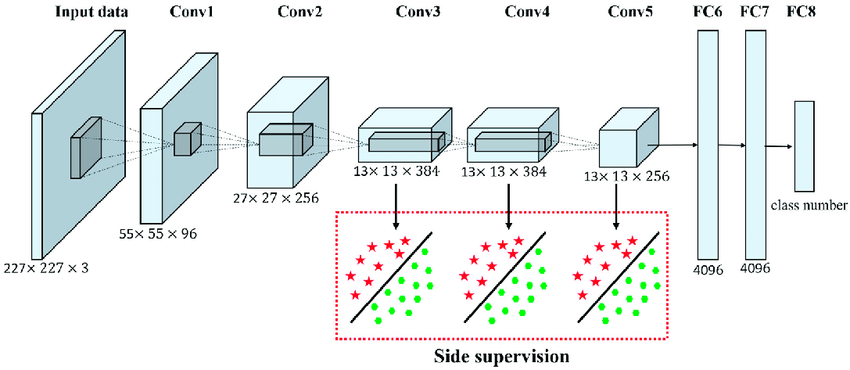 Input data
Conv1
Conv2
Conv3
Conv4
Conv5
FC6
FC7
FC8
227× 227 × 3
55× 55 × 96
27× 27 × 256
13× 13 × 384
13× 13 × 384
13× 13 × 256
4096
4096
class number
Side supervision